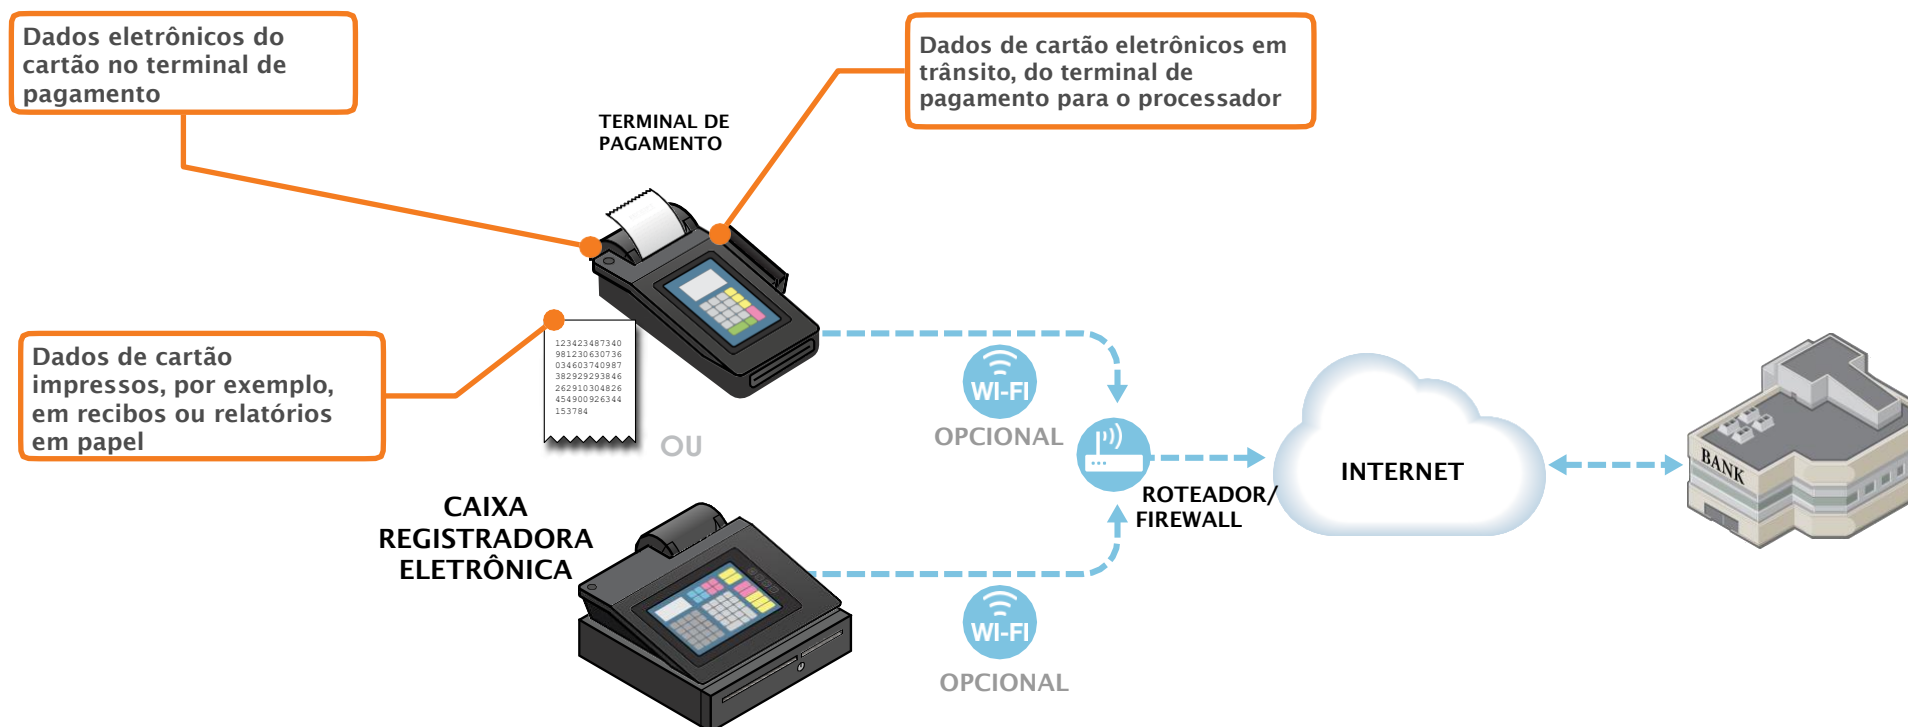 Dados eletrônicos do
cartão no terminal de
pagamento
Dados de cartão eletrônicos em
trânsito, do terminal de
pagamento para o processador
TERMINAL DE
PAGAMENTO
Dados de cartão
impressos, por exemplo,
em recibos ou relatórios
em papel
123423487340
981230630736
034603740987
382929293846
262910304826
454900926344
153784
OU
WI-FI
OPCIONAL
ROTEADOR/
FIREWALL
INTERNET
BANK
CAIXA
REGISTRADORA
ELETRÔNICA
WI-FI
OPCIONAL